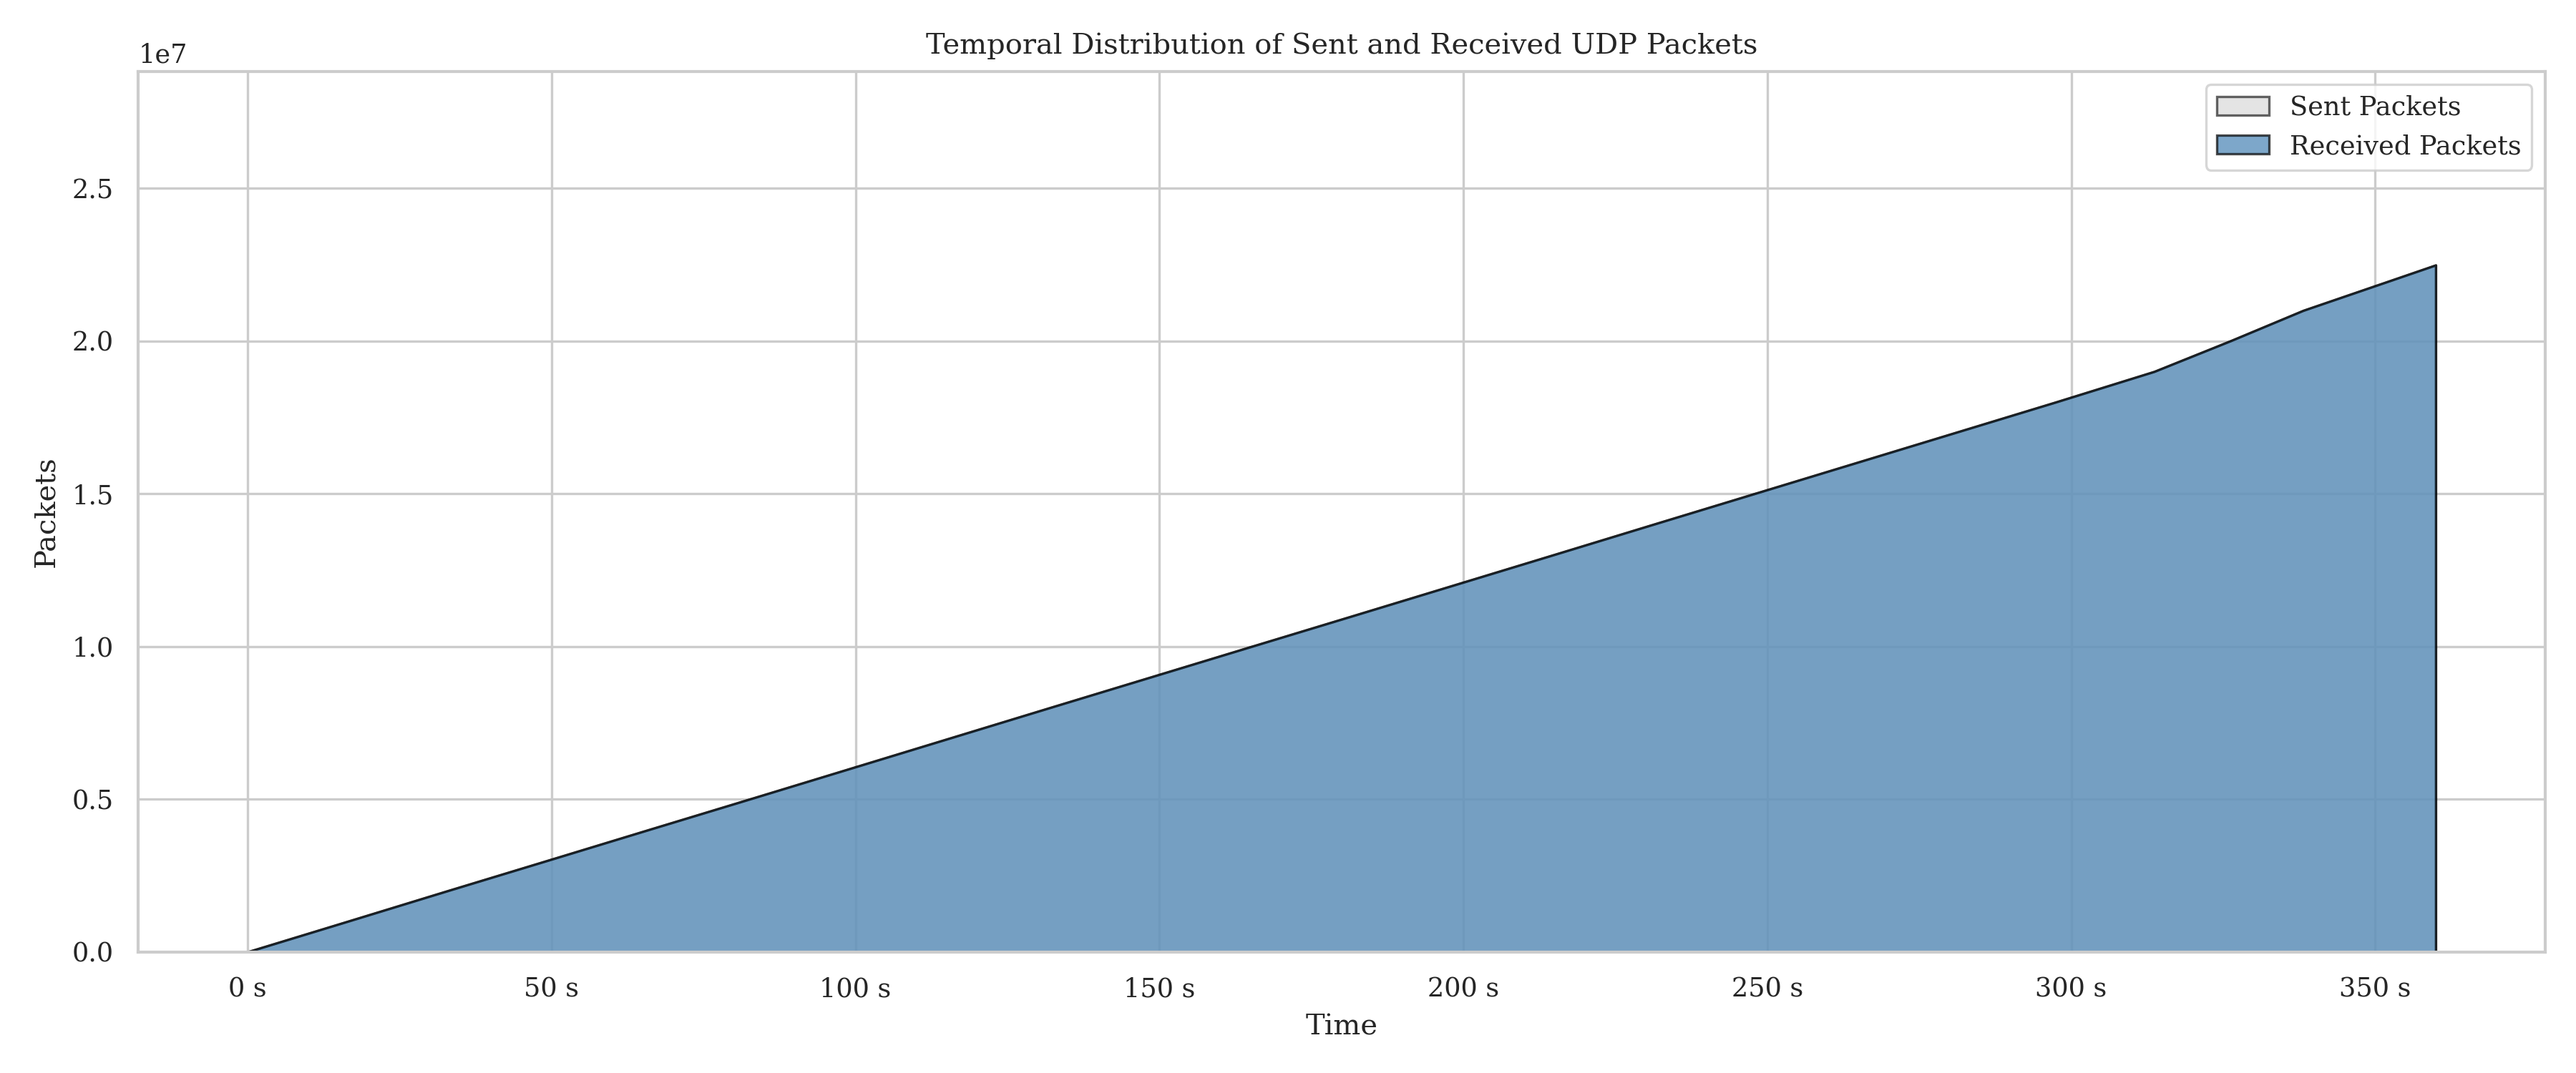 Temporal Distribution of Sent and Received UDP Packets
1e7
Sent Packets
Received Packets
2.5
2.0
1.5
1.0
0.5
0.0
Packets
0 s 50 s 100 s 150 s 200 s 250 s 300 s 350 s
Time